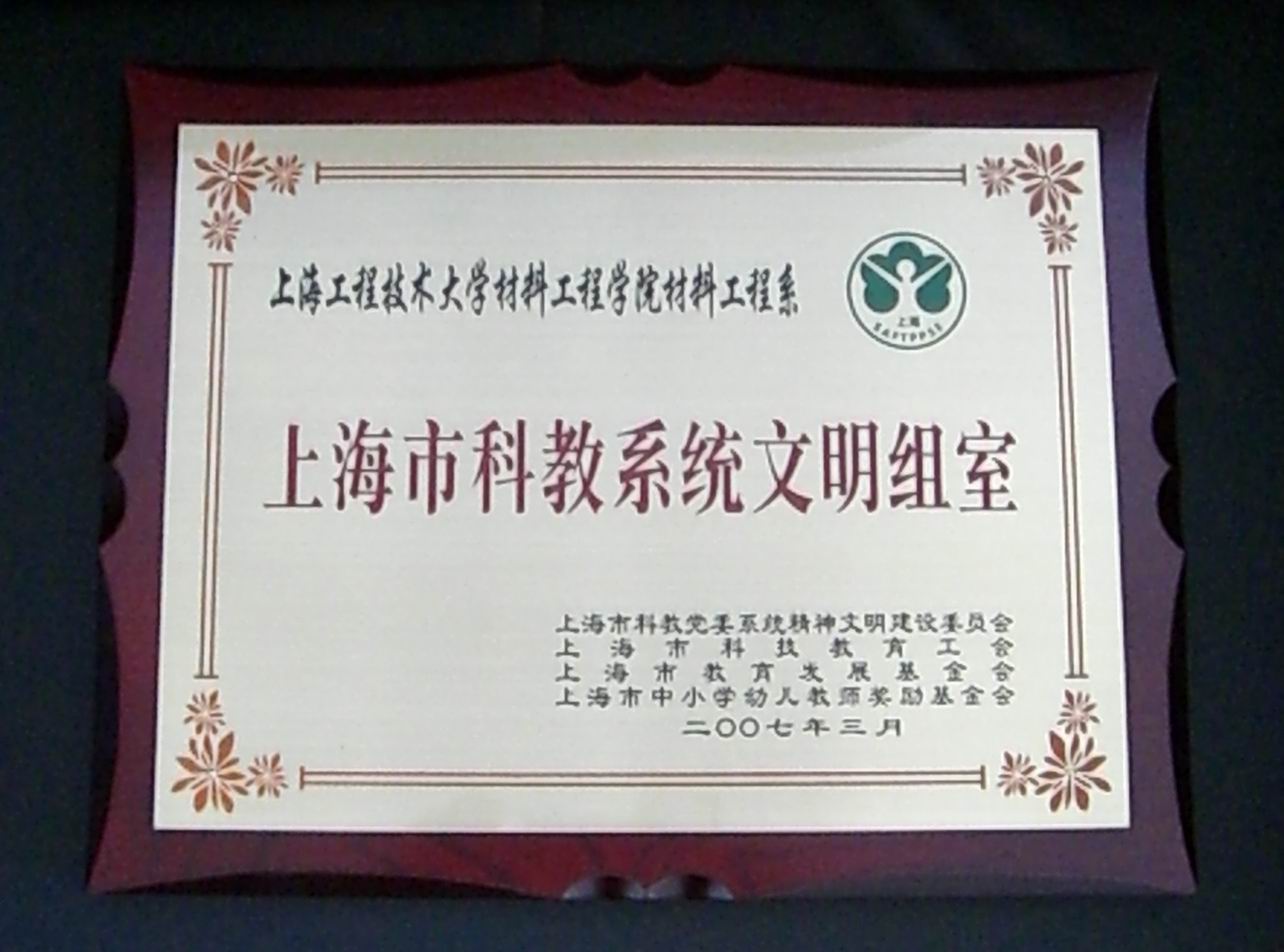 上海工程技术大学材料工程学院材料工程系
上海
SAFTPPSE
上海市科教系统文明组室
上海市科教党委系统精神文明建设委员会
上海市科技教育工会
上海市教育发展基金会
上海市中小学幼儿教师奖励基金会
二〇〇七年三月